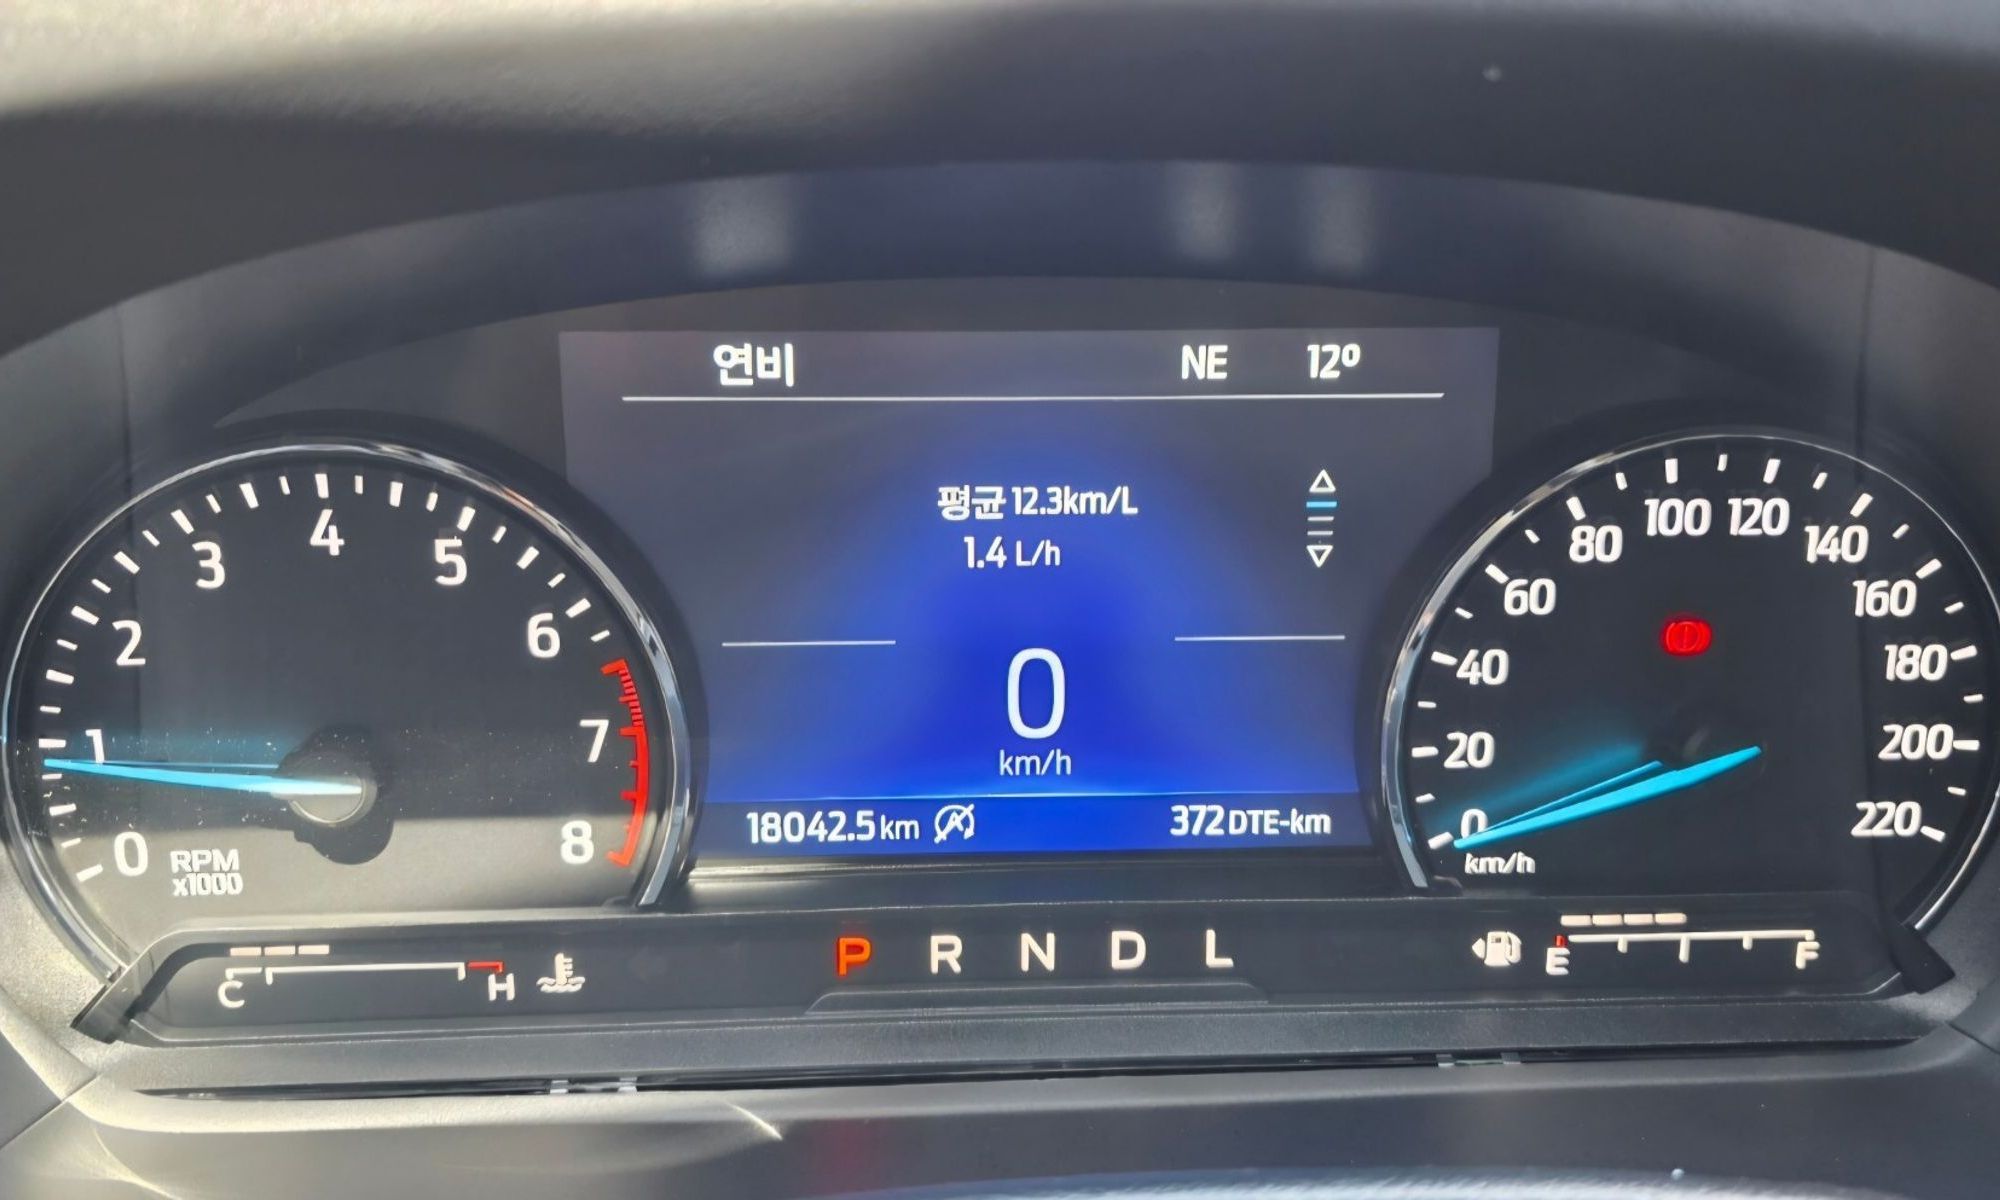 연비 NE 12º
평균 12.3km/L
1.4 L/h
0
km/h
18042.5 km 372 DTE-km
0 1 2 3 4 5 6 7 8
RPM
x1000
0 20 40 60 80 100 120 140 160 180 200 220
km/h
C H
P R N D L
E F